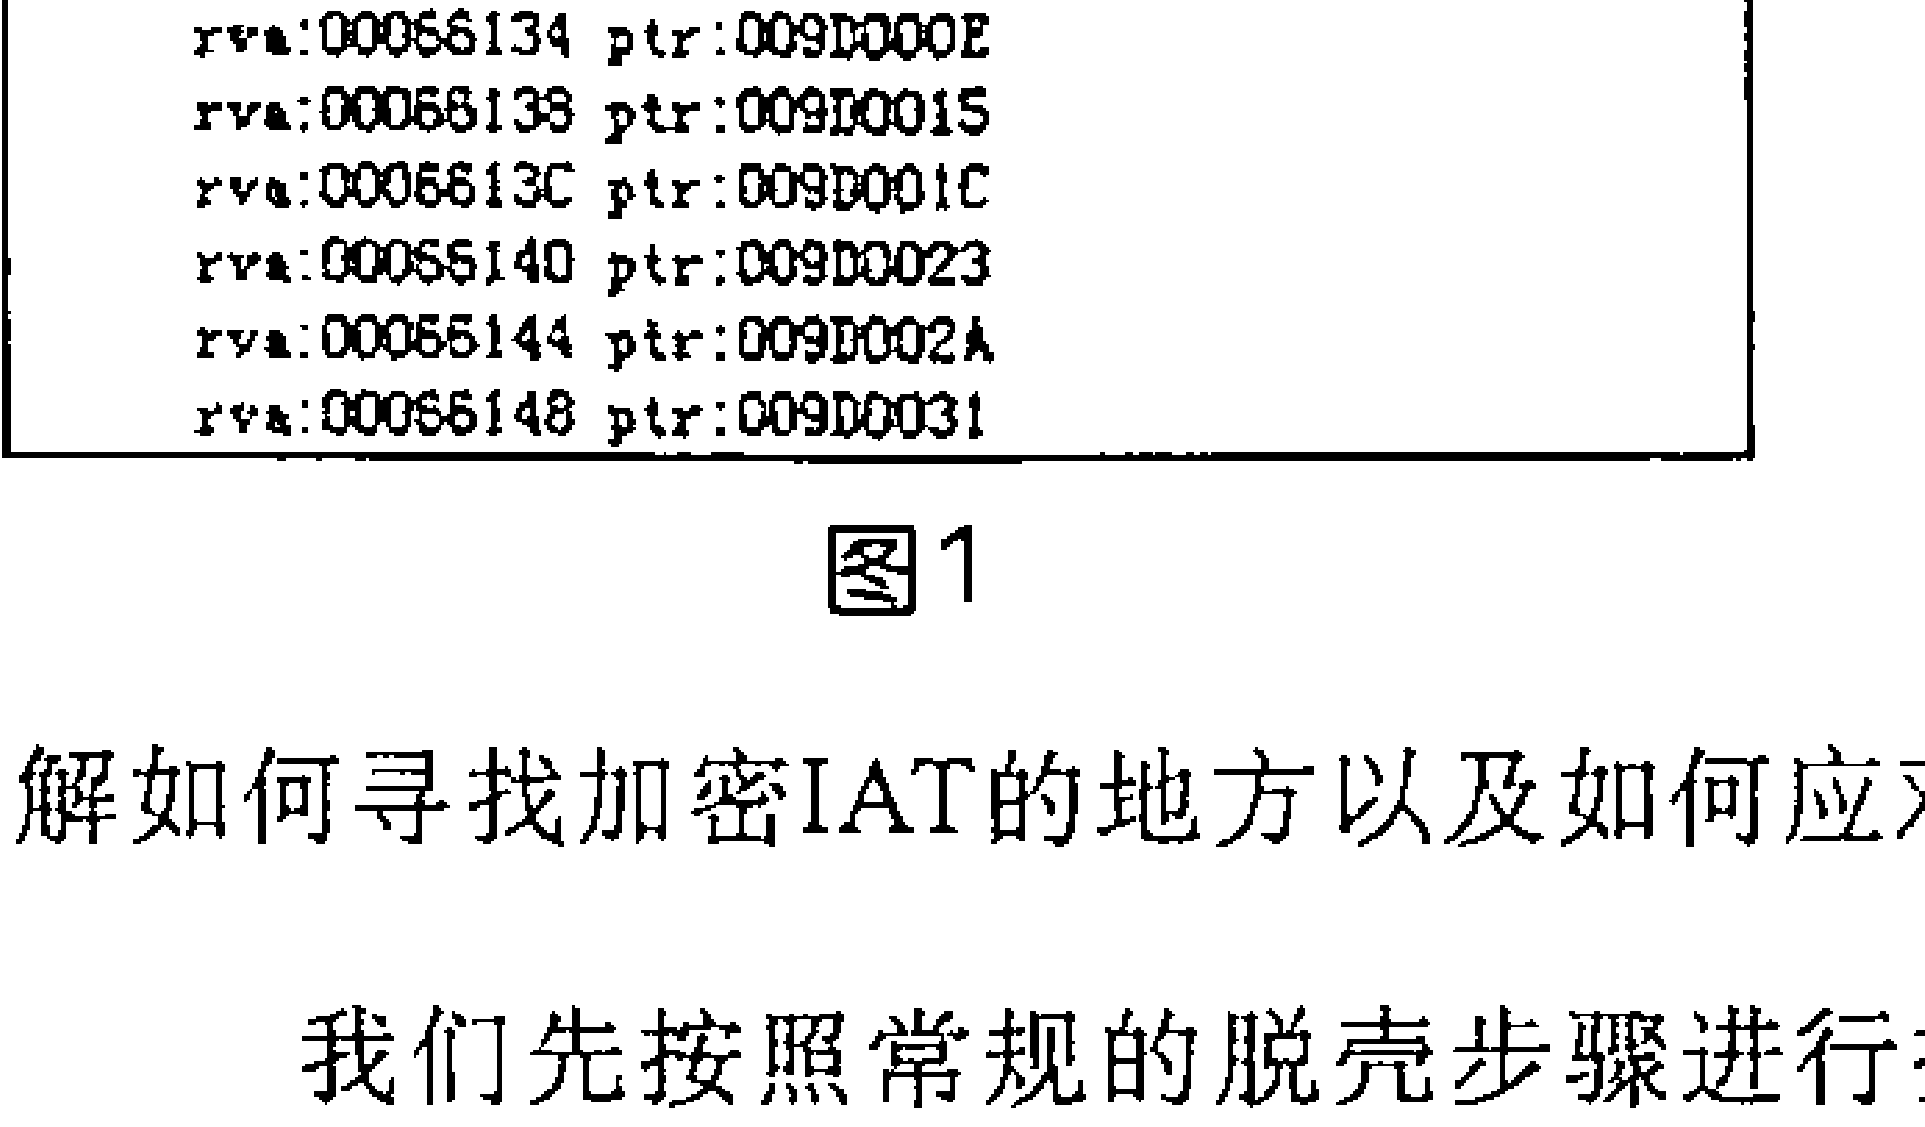 rva:00066134 ptr:009D000E
rva:00066138 ptr:009D0015
rva:0006613C ptr:009D001C
rva:00066140 ptr:009D0023
rva:00066144 ptr:009D002A
rva:00066148 ptr:009D0031
图1
解如何寻找加密IAT的地方以及如何应
我们先按照常规的脱壳步骤进行